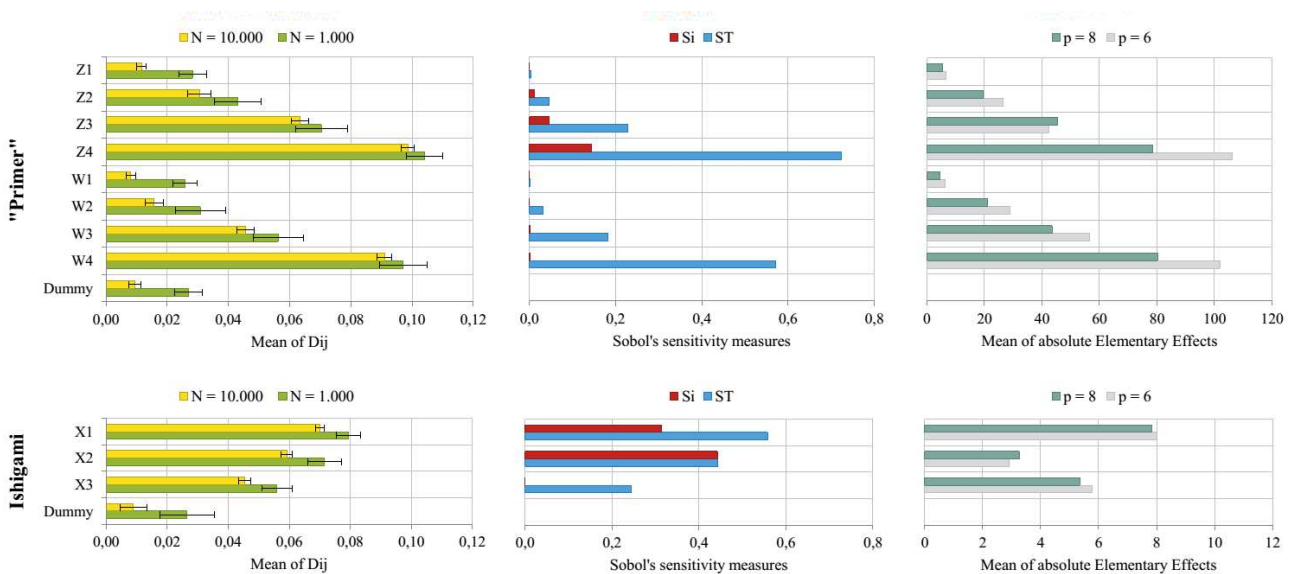 N = 10.000 N = 1.000
"Primer"
Z1
Z2
Z3
Z4
W1
W2
W3
W4
Dummy
0,00 0,02 0,04 0,06 0,08 0,10 0,12
Mean of Dij
Si ST
0,0 0,2 0,4 0,6 0,8
Sobol's sensitivity measures
p = 8 p = 6
0 20 40 60 80 100 120
Mean of absolute Elementary Effects
N = 10.000 N = 1.000
Ishigami
X1
X2
X3
Dummy
0,00 0,02 0,04 0,06 0,08 0,10 0,12
Mean of Dij
Si ST
0,0 0,2 0,4 0,6 0,8
Sobol's sensitivity measures
p = 8 p = 6
0 2 4 6 8 10 12
Mean of absolute Elementary Effects